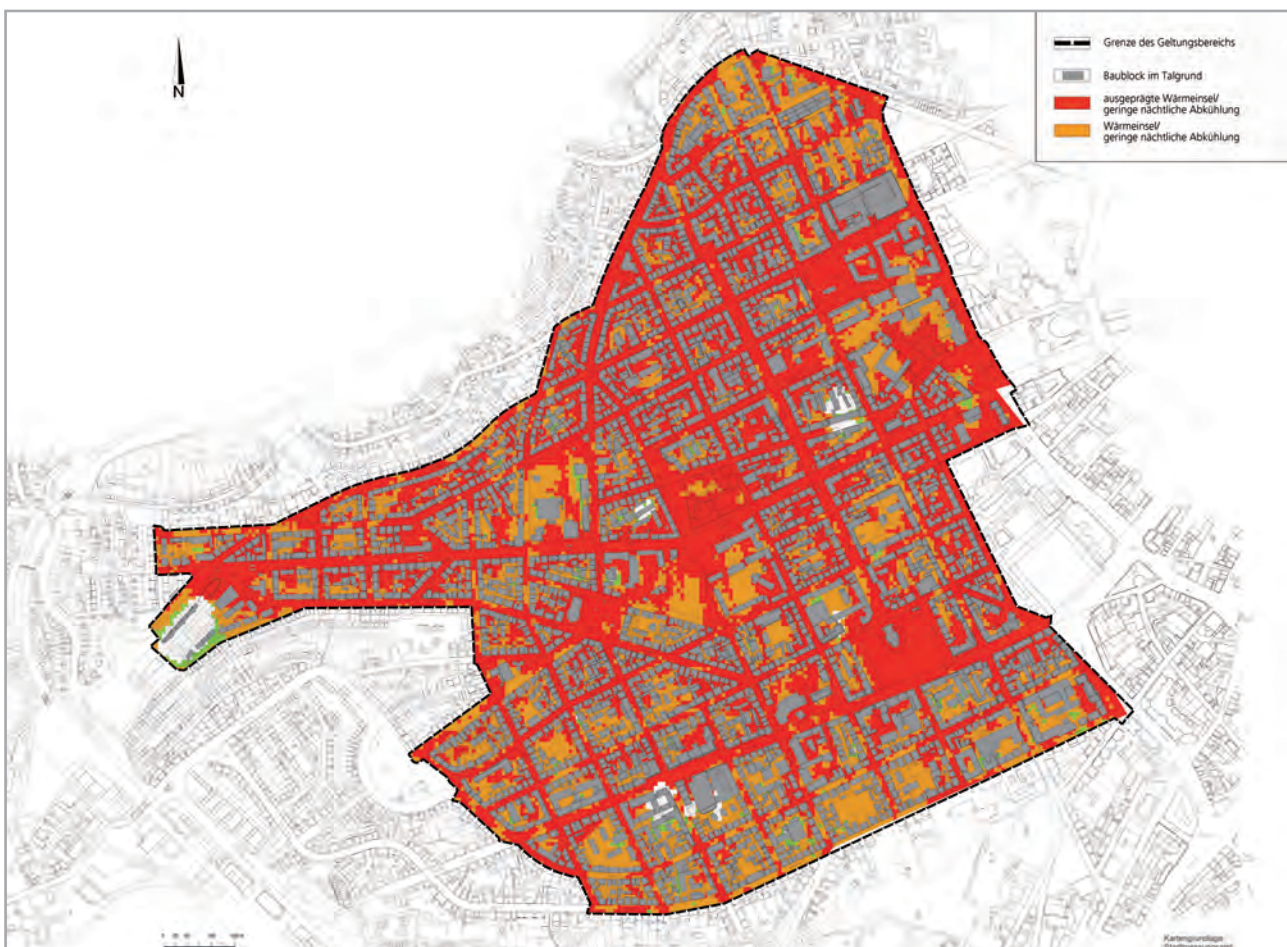 N
Grenze des Geltungsbereichs
Baublock im Talgrund
ausgeprägte Wärmeinsel/
geringe nächtliche Abkühlung
Wärmeinsel/
geringe nächtliche Abkühlung
Kartengrundlage